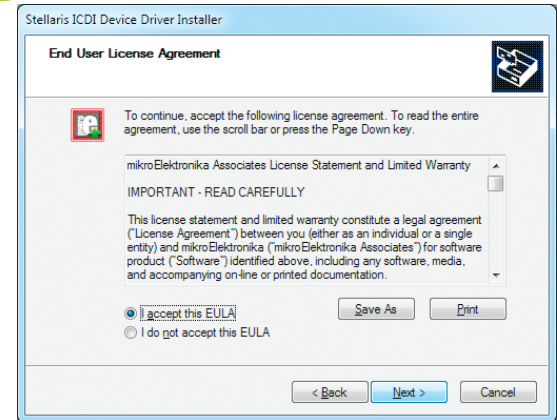 Stellaris ICDI Device Driver Installer
End User License Agreement
To continue, accept the following license agreement. To read the entire
agreement, use the scroll bar or press the Page Down key.
mikroElektronika Associates License Statement and Limited Warranty
IMPORTANT - READ CAREFULLY
This license statement and limited warranty constitute a legal agreement
("License Agreement") between you (either as an individual or a single
entity) and mikroElektronika ("mikroElektronika Associates") for software
product ("Software") identified above, including any software, media,
and accompanying on-line or printed documentation.
I accept this EULA
Save As
Print
I do not accept this EULA
< Back
Next >
Cancel